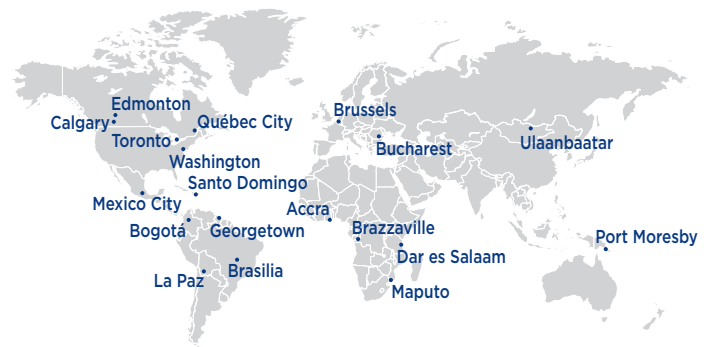 Edmonton
Calgary
Québec City
Toronto
Washington
Santo Domingo
Mexico City
Bogotá
Georgetown
La Paz
Brasilia
Brussels
Bucharest
Ulaanbaatar
Accra
Brazzaville
Dar es Salaam
Maputo
Port Moresby